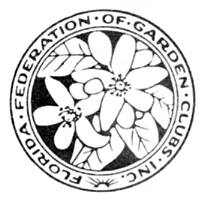 FLORIDA · FEDERATION · OF · GARDEN · CLUBS · INC.